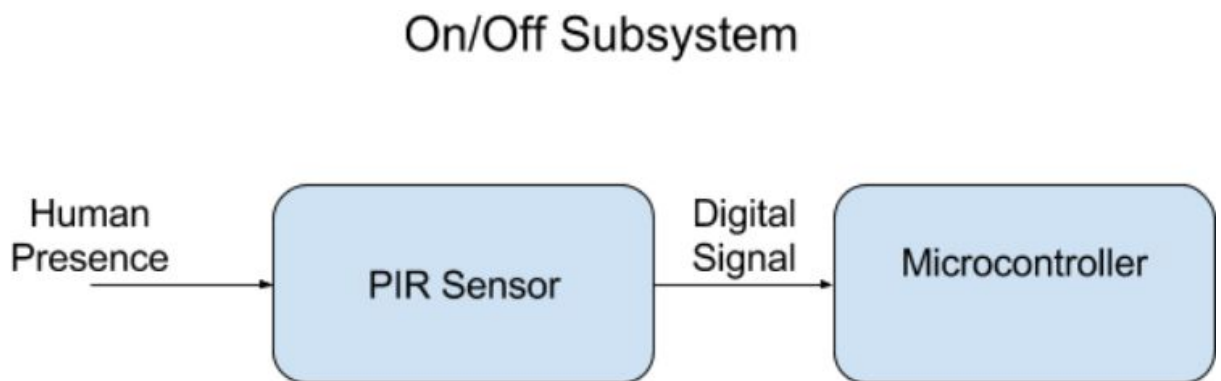 On/Off Subsystem
Human
Presence
PIR Sensor
Digital
Signal
Microcontroller